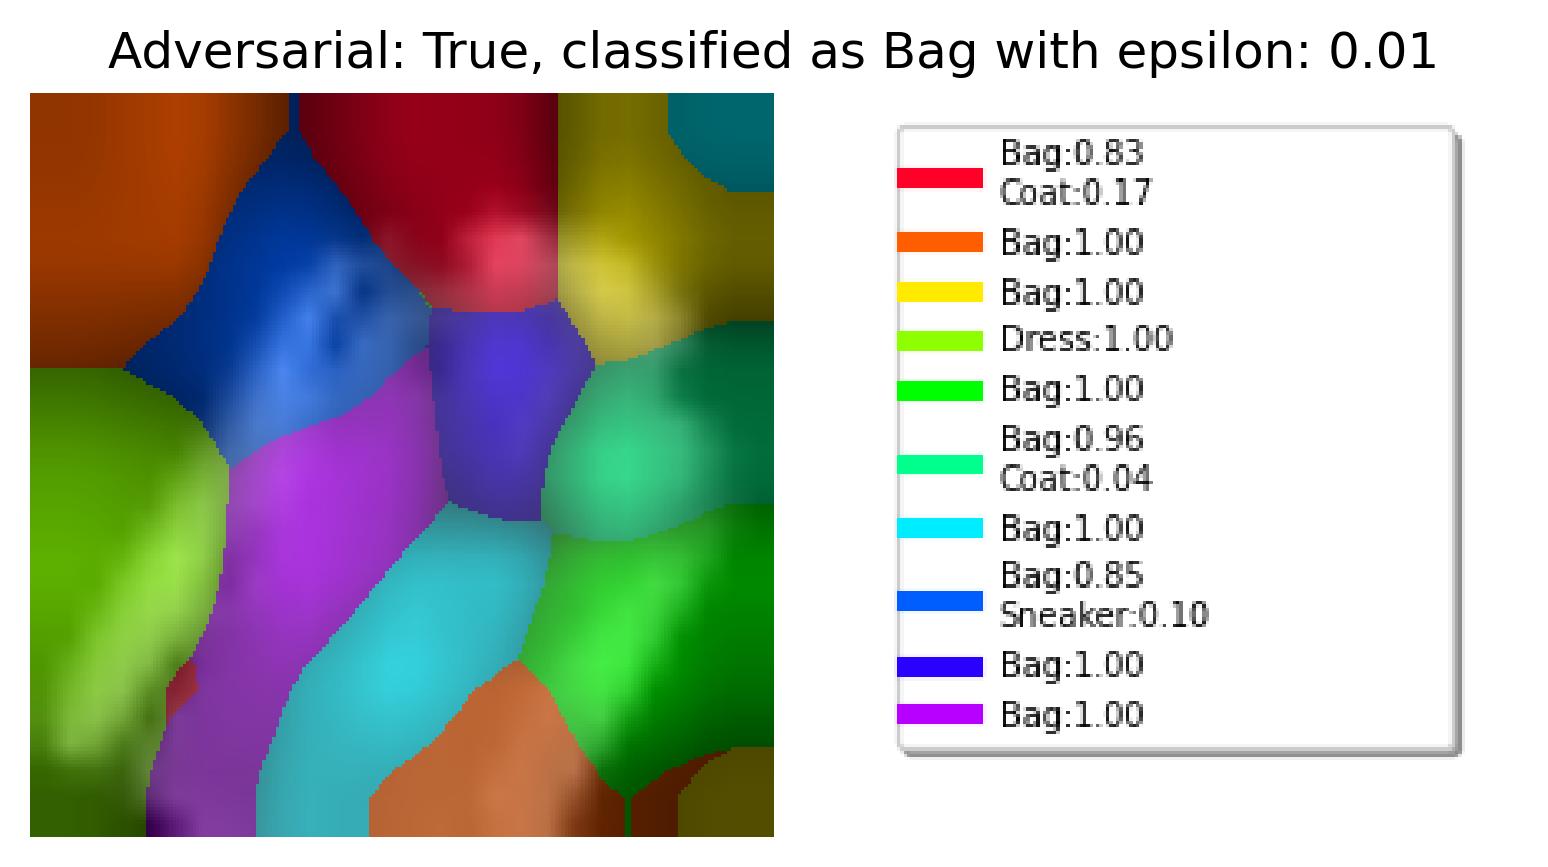 Adversarial: True, classified as Bag with epsilon: 0.01
Bag:0.83
Coat:0.17
Bag:1.00
Bag:1.00
Dress:1.00
Bag:1.00
Bag:0.96
Coat:0.04
Bag:1.00
Bag:0.85
Sneaker:0.10
Bag:1.00
Bag:1.00